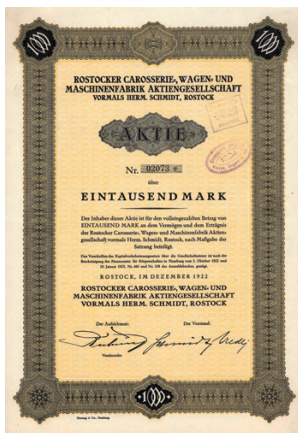 1000
1000
ROSTOCKER CAROSSERIE-, WAGEN- UND
MASCHINENFABRIK AKTIENGESELLSCHAFT
VORMALS HERM. SCHMIDT, ROSTOCK
AKTIE
Nr. 02073 *
über
EINTAUSEND MARK
Der Inhaber dieser Aktie ist für den volleingezahlten Betrag von
EINTAUSEND MARK an dem Vermögen und den Erträgnissen
der Rostocker Carosserie-, Wagen- und Maschinenfabrik Aktien-
gesellschaft vormals Herm. Schmidt, Rostock, nach Maßgabe der
Satzung beteiligt.
ROSTOCK, IM DEZEMBER 1922
ROSTOCKER CAROSSERIE-, WAGEN- UND
MASCHINENFABRIK AKTIENGESELLSCHAFT
VORMALS HERM. SCHMIDT, ROSTOCK
Der Aufsichtsrat: Der Vorstand:
Vorsitzender
1000